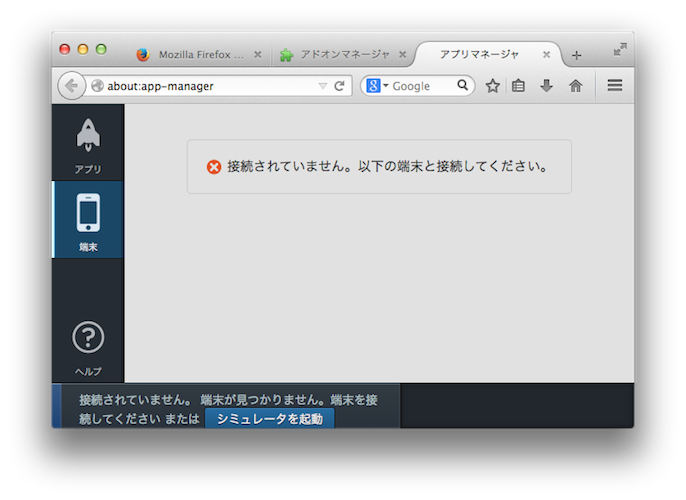 Mozilla Firefox ...
アドオンマネージャ
アプリマネージャ
about:app-manager
8
Google
アプリ
接続されていません。以下の端末と接続してください。
端末
?
ヘルプ
接続されていません。 端末が見つかりません。端末を接
続してください または シミュレータを起動